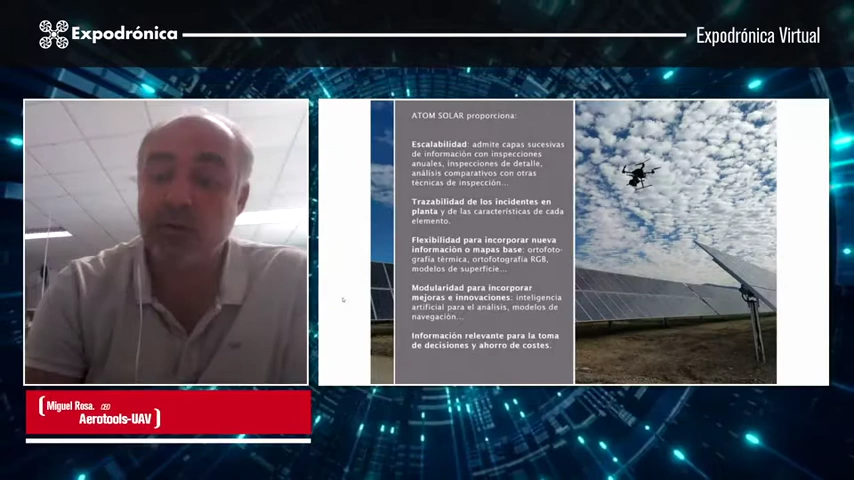 Expodrónica
Expodrónica Virtual
ATOM SOLAR proporciona:
Escalabilidad: admite capas sucesivas
de información con inspecciones
anuales, inspecciones de detalle,
análisis comparativos con otras
técnicas de inspección...
Trazabilidad de los incidentes en
planta y de las características de cada
elemento.
Flexibilidad para incorporar nueva
información o mapas base: ortofoto-
grafía térmica, ortofotografía RGB,
modelos de superficie...
Modularidad para incorporar
mejoras e innovaciones: inteligencia
artificial para el análisis, modelos de
navegación...
Información relevante para la toma
de decisiones y ahorro de costes.
Miguel Rosa. CEO
Aerotools-UAV